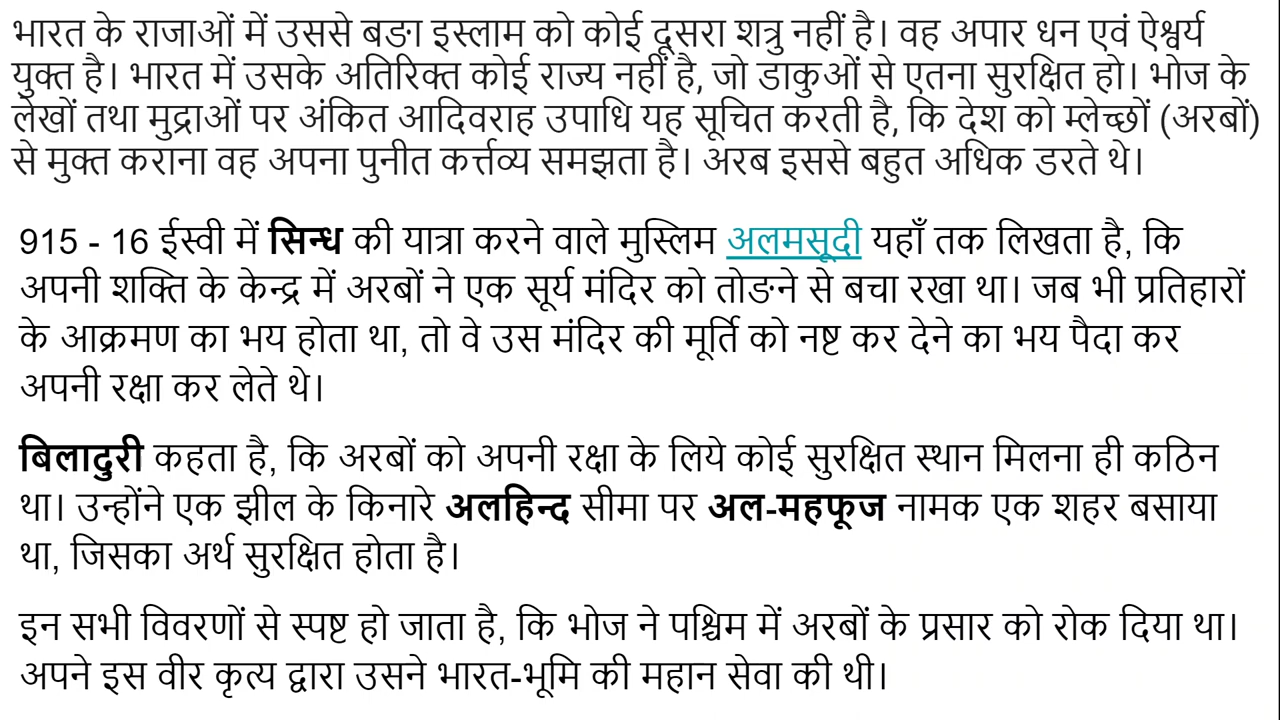 भारत के राजाओं में उससे बङा इस्लाम को कोई दूसरा शत्रु नहीं है। वह अपार धन एवं ऐश्वर्य
युक्त है। भारत में उसके अतिरिक्त कोई राज्य नहीं है, जो डाकुओं से एतना सुरक्षित हो। भोज के
लेखों तथा मुद्राओं पर अंकित आदिवराह उपाधि यह सूचित करती है, कि देश को म्लेच्छों (अरबों)
से मुक्त कराना वह अपना पुनीत कर्त्तव्य समझता है। अरब इससे बहुत अधिक डरते थे।
915 - 16 ईस्वी में सिन्ध की यात्रा करने वाले मुस्लिम अलमसूदी यहाँ तक लिखता है, कि
अपनी शक्ति के केन्द्र में अरबों ने एक सूर्य मंदिर को तोङने से बचा रखा था। जब भी प्रतिहारों
के आक्रमण का भय होता था, तो वे उस मंदिर की मूर्ति को नष्ट कर देने का भय पैदा कर
अपनी रक्षा कर लेते थे।
बिलादुरी कहता है, कि अरबों को अपनी रक्षा के लिये कोई सुरक्षित स्थान मिलना ही कठिन
था। उन्होंने एक झील के किनारे अलहिन्द सीमा पर अल-महफूज नामक एक शहर बसाया
था, जिसका अर्थ सुरक्षित होता है।
इन सभी विवरणों से स्पष्ट हो जाता है, कि भोज ने पश्चिम में अरबों के प्रसार को रोक दिया था।
अपने इस वीर कृत्य द्वारा उसने भारत-भूमि की महान सेवा की थी।